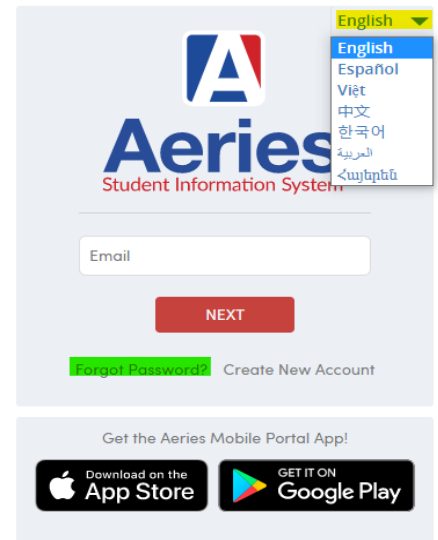 English
English
Español
Việt
中文
한국어
العربية
Հայերեն
Aeries
Student Information System
Email
NEXT
Forgot Password? Create New Account
Get the Aeries Mobile Portal App!
Download on the
App Store
GET IT ON
Google Play